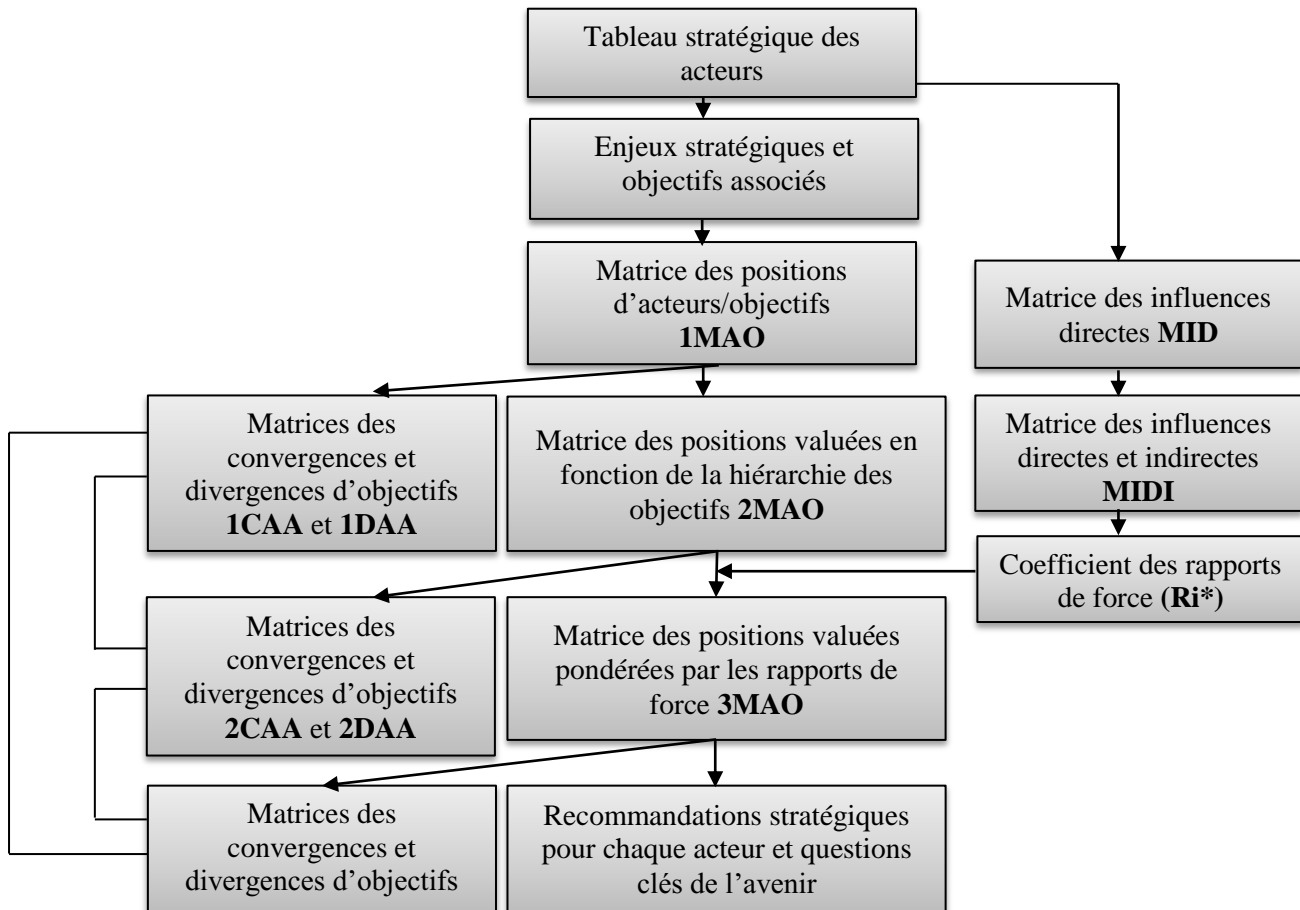 Tableau stratégique des
acteurs
Enjeux stratégiques et
objectifs associés
Matrice des positions
d’acteurs/objectifs
1MAO
Matrice des influences
directes MID
Matrices des
convergences et
divergences d’objectifs
1CAA et 1DAA
Matrice des positions valuées en
fonction de la hiérarchie des
objectifs 2MAO
Matrice des influences
directes et indirectes
MIDI
Coefficient des rapports
de force (Ri*)
Matrices des
convergences et
divergences d’objectifs
2CAA et 2DAA
Matrice des positions valuées
pondérées par les rapports de
force 3MAO
Matrices des
convergences et
divergences d’objectifs
Recommandations stratégiques
pour chaque acteur et questions
clés de l’avenir